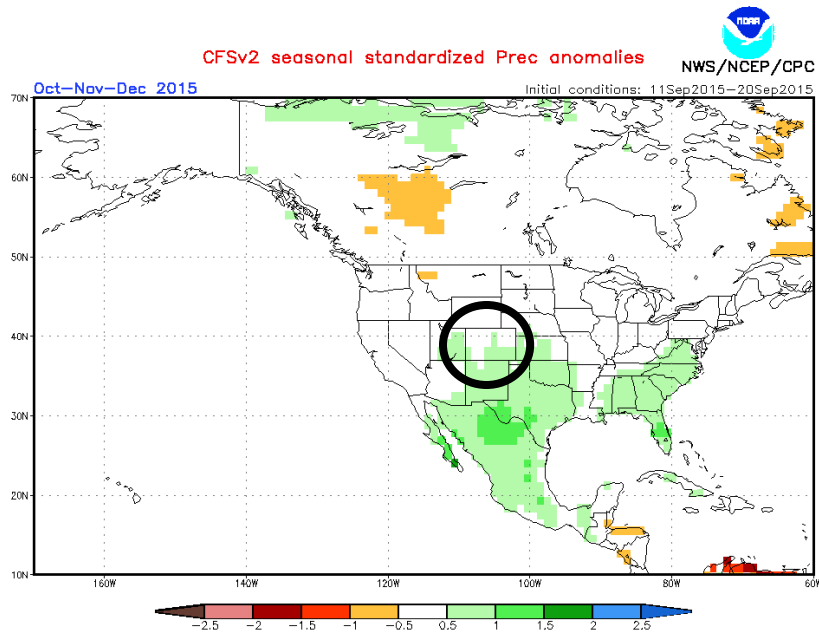 NOAA
CFSv2 seasonal standardized Prec anomalies
NWS/NCEP/CPC
Oct-Nov-Dec 2015
Initial conditions: 11Sep2015-20Sep2015
70N
60N
50N
40N
30N
20N
10N
160W 140W 120W 100W 80W 60W
-2.5 -2 -1.5 -1 -0.5 0.5 1 1.5 2 2.5